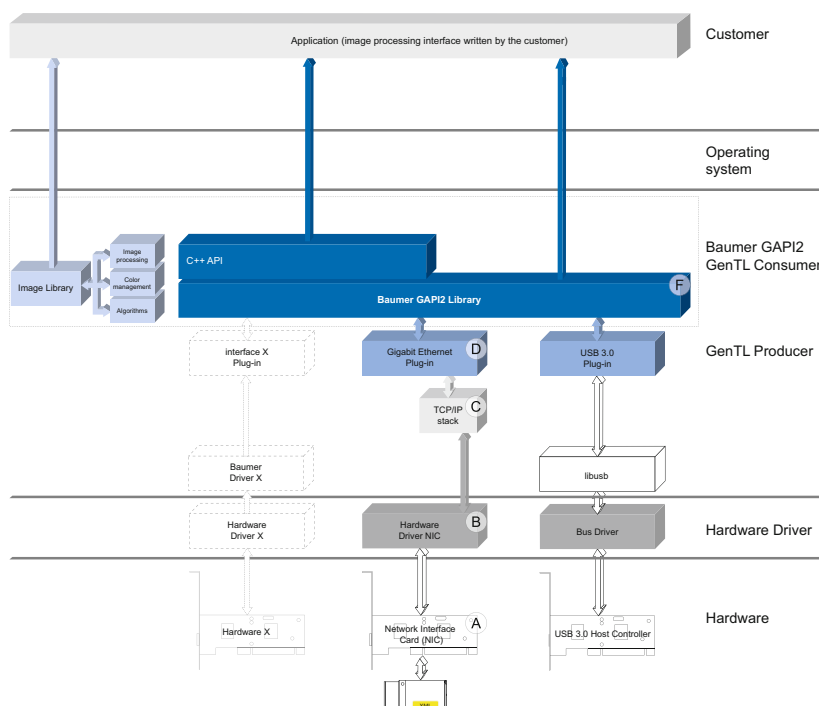 Application (image processing interface written by the customer)
Customer
Operating
system
Image
processing
Color
management
Algorithms
Image Library
C++ API
Baumer GAPI2 Library
F
Baumer GAPI2
GenTL Consumer
interface X
Plug-in
Gigabit Ethernet
Plug-in
D
USB 3.0
Plug-in
GenTL Producer
TCP/IP
stack
C
Baumer
Driver X
libusb
Hardware
Driver X
Hardware
Driver NIC
B
Bus Driver
Hardware Driver
Hardware X
Network Interface
Card (NIC)
A
USB 3.0 Host Controller
Hardware